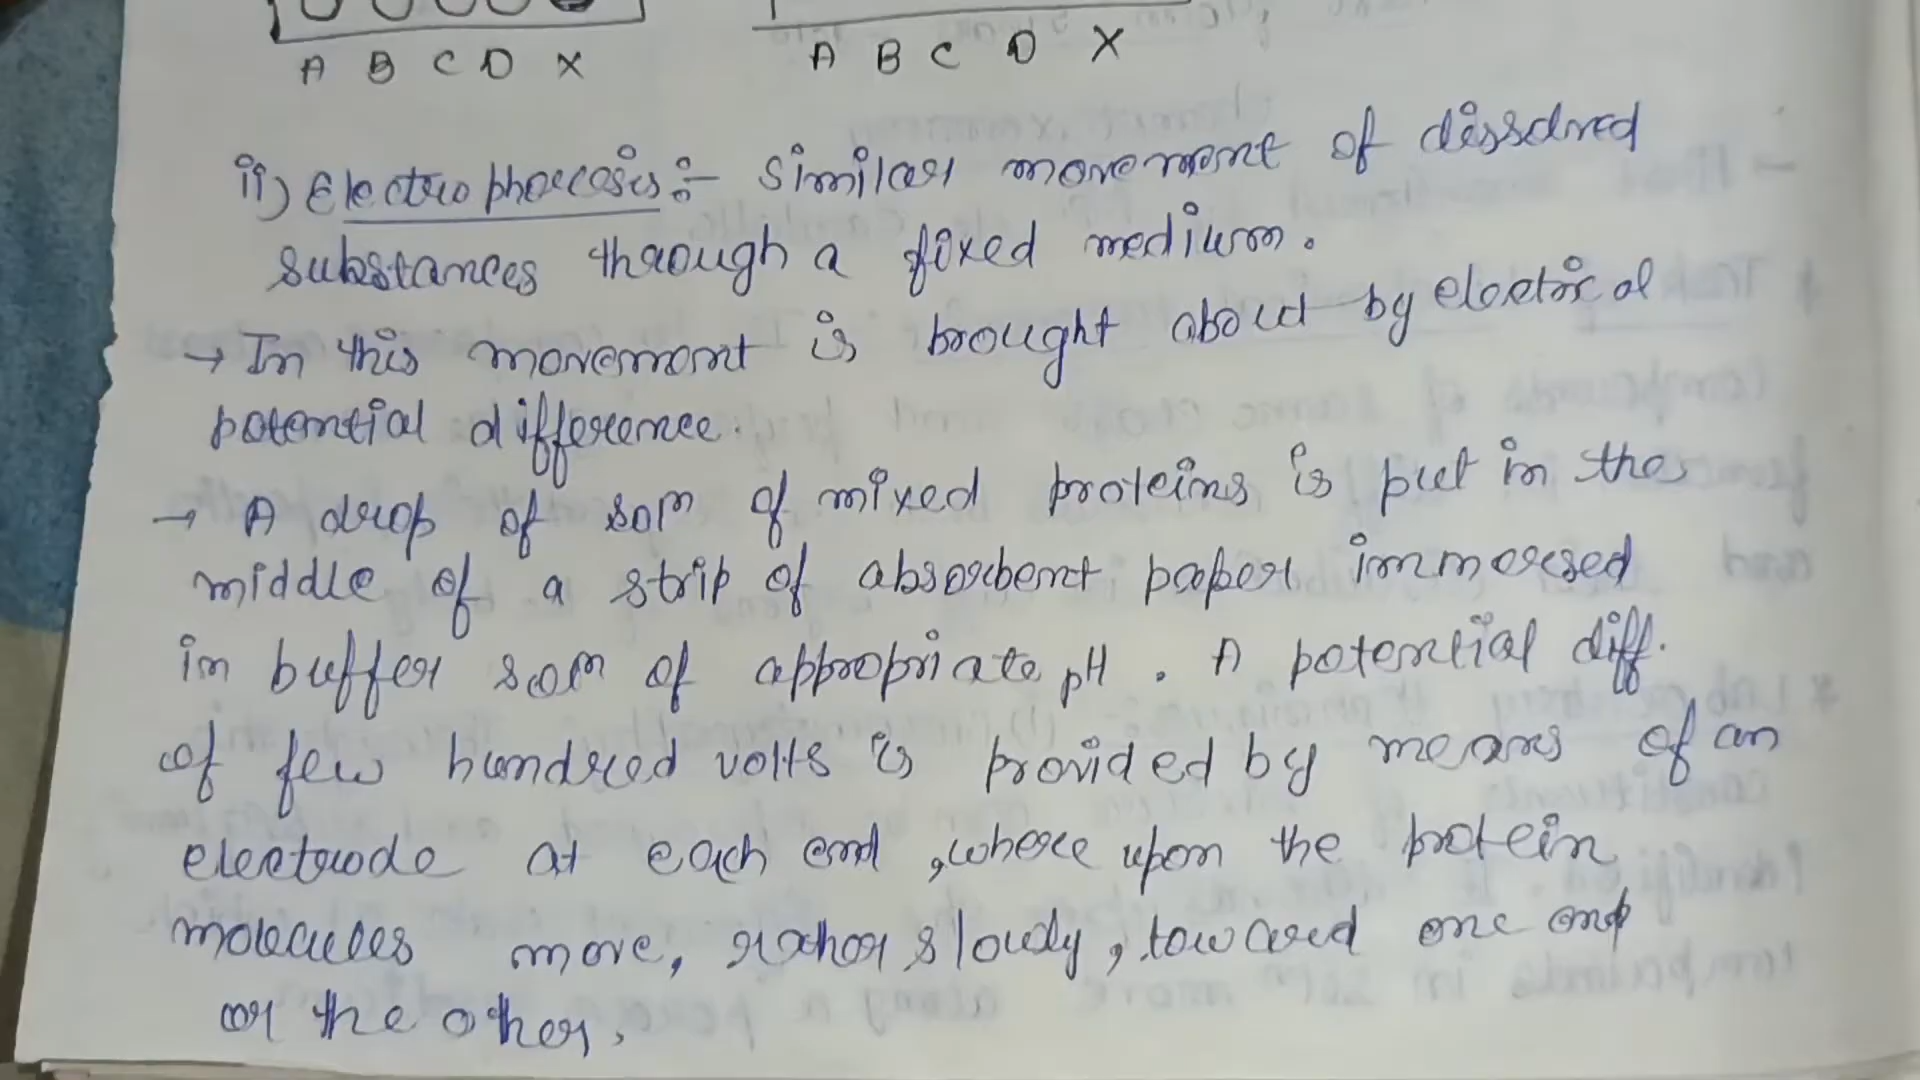 A B C D X A B C D X
ii) Electrophoresis :- Similar movement of dissolved
substances through a fixed medium.
→ In this movement is brought about by electrical
potential difference.
→ A drop of solⁿ of mixed proteins is put in the
middle of a strip of absorbent paper immersed
in buffer solⁿ of appropriate pH. A potential diff.
of few hundred volts is provided by means of an
electrode at each end, where upon the protein
molecules move, rather slowly, toward one end
or the other.